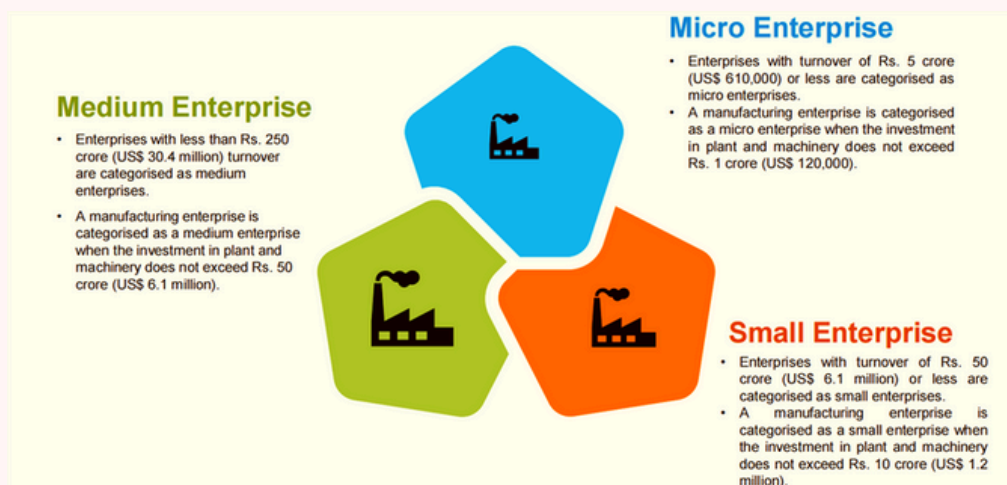 Micro Enterprise
• Enterprises with turnover of Rs. 5 crore
(US$ 610,000) or less are categorised as
micro enterprises.
• A manufacturing enterprise is categorised
as a micro enterprise when the investment
in plant and machinery does not exceed
Rs. 1 crore (US$ 120,000).
Medium Enterprise
• Enterprises with less than Rs. 250
crore (US$ 30.4 million) turnover
are categorised as medium
enterprises.
• A manufacturing enterprise is
categorised as a medium enterprise
when the investment in plant and
machinery does not exceed Rs. 50
crore (US$ 6.1 million).
Small Enterprise
• Enterprises with turnover of Rs. 50
crore (US$ 6.1 million) or less are
categorised as small enterprises.
• A manufacturing enterprise is
categorised as a small enterprise when
the investment in plant and machinery
does not exceed Rs. 10 crore (US$ 1.2
million).